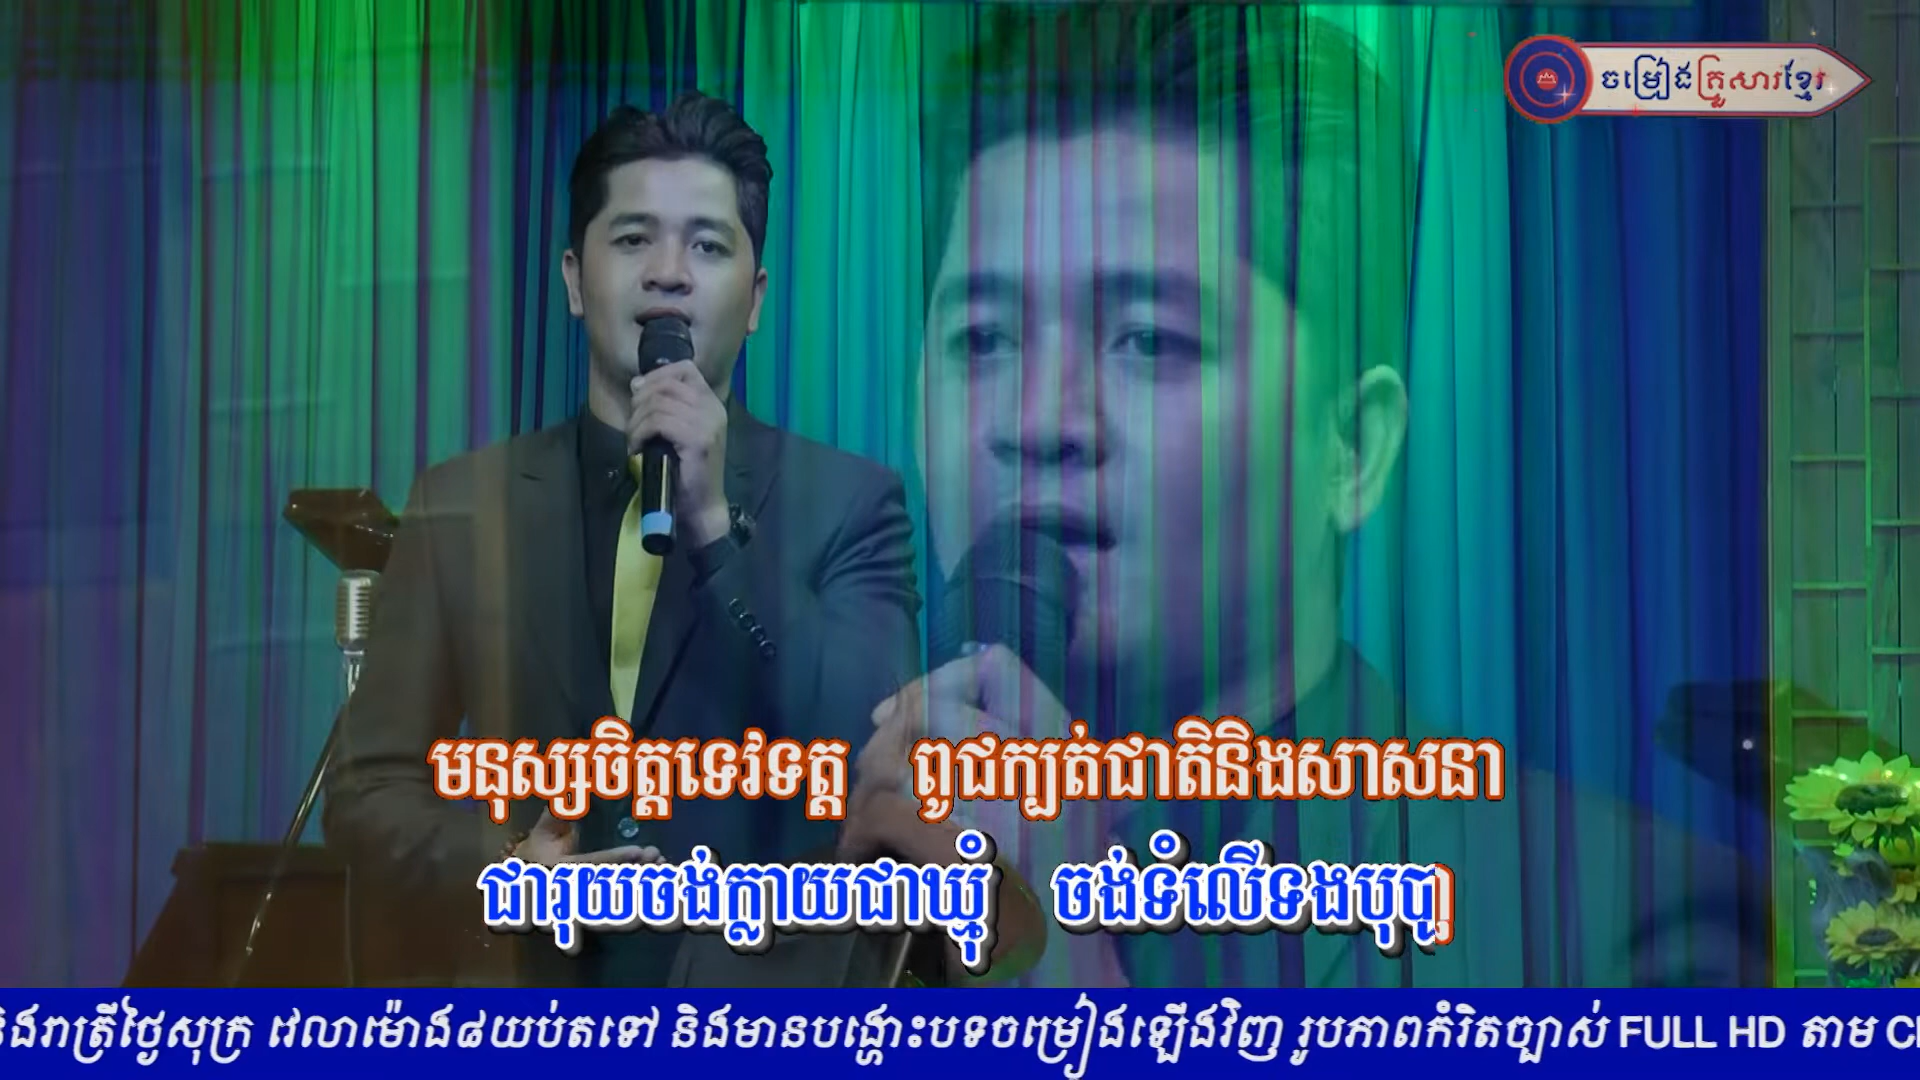 ចម្រៀងគ្រួសារខ្មែរ
មនុស្សចិត្តទេវទត្ត ពូជក្បត់ជាតិនិងសាសនា
ជារុយចង់ក្លាយជាឃ្មុំ ចង់ទំលើទងបុប្ផា
រាត្រីថ្ងៃសុក្រ វេលាម៉ោង៨យប់តទៅ និងមានបង្ហោះបទចម្រៀងឡើងវិញ រូបភាពកំរិតច្បាស់ FULL HD តាម